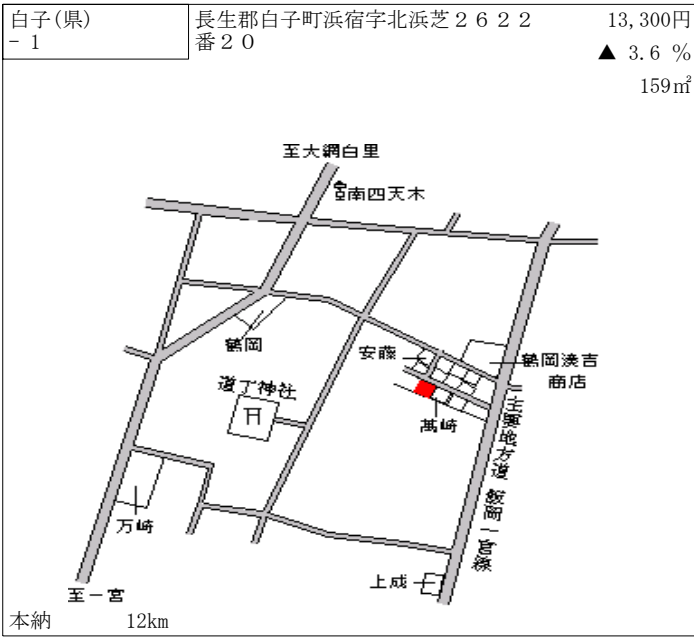 白子(県)
－ 1
長生郡白子町浜宿字北浜芝２６２２
番２０
13,300円
▲ 3.6 %
159㎡
至大網白里
南四天木
鶴岡
安藤
鶴岡湊吉
商店
道了神社
萬崎
主要地方道 飯岡一宮線
万崎
上成
至一宮
本納 12km